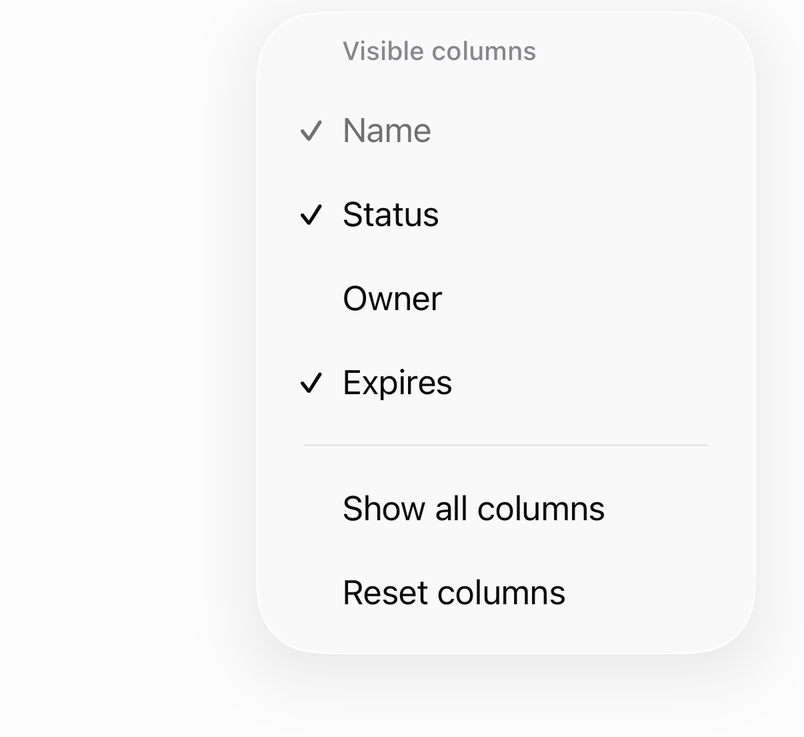 Visible columns
Name
Status
Owner
Expires
Show all columns
Reset columns